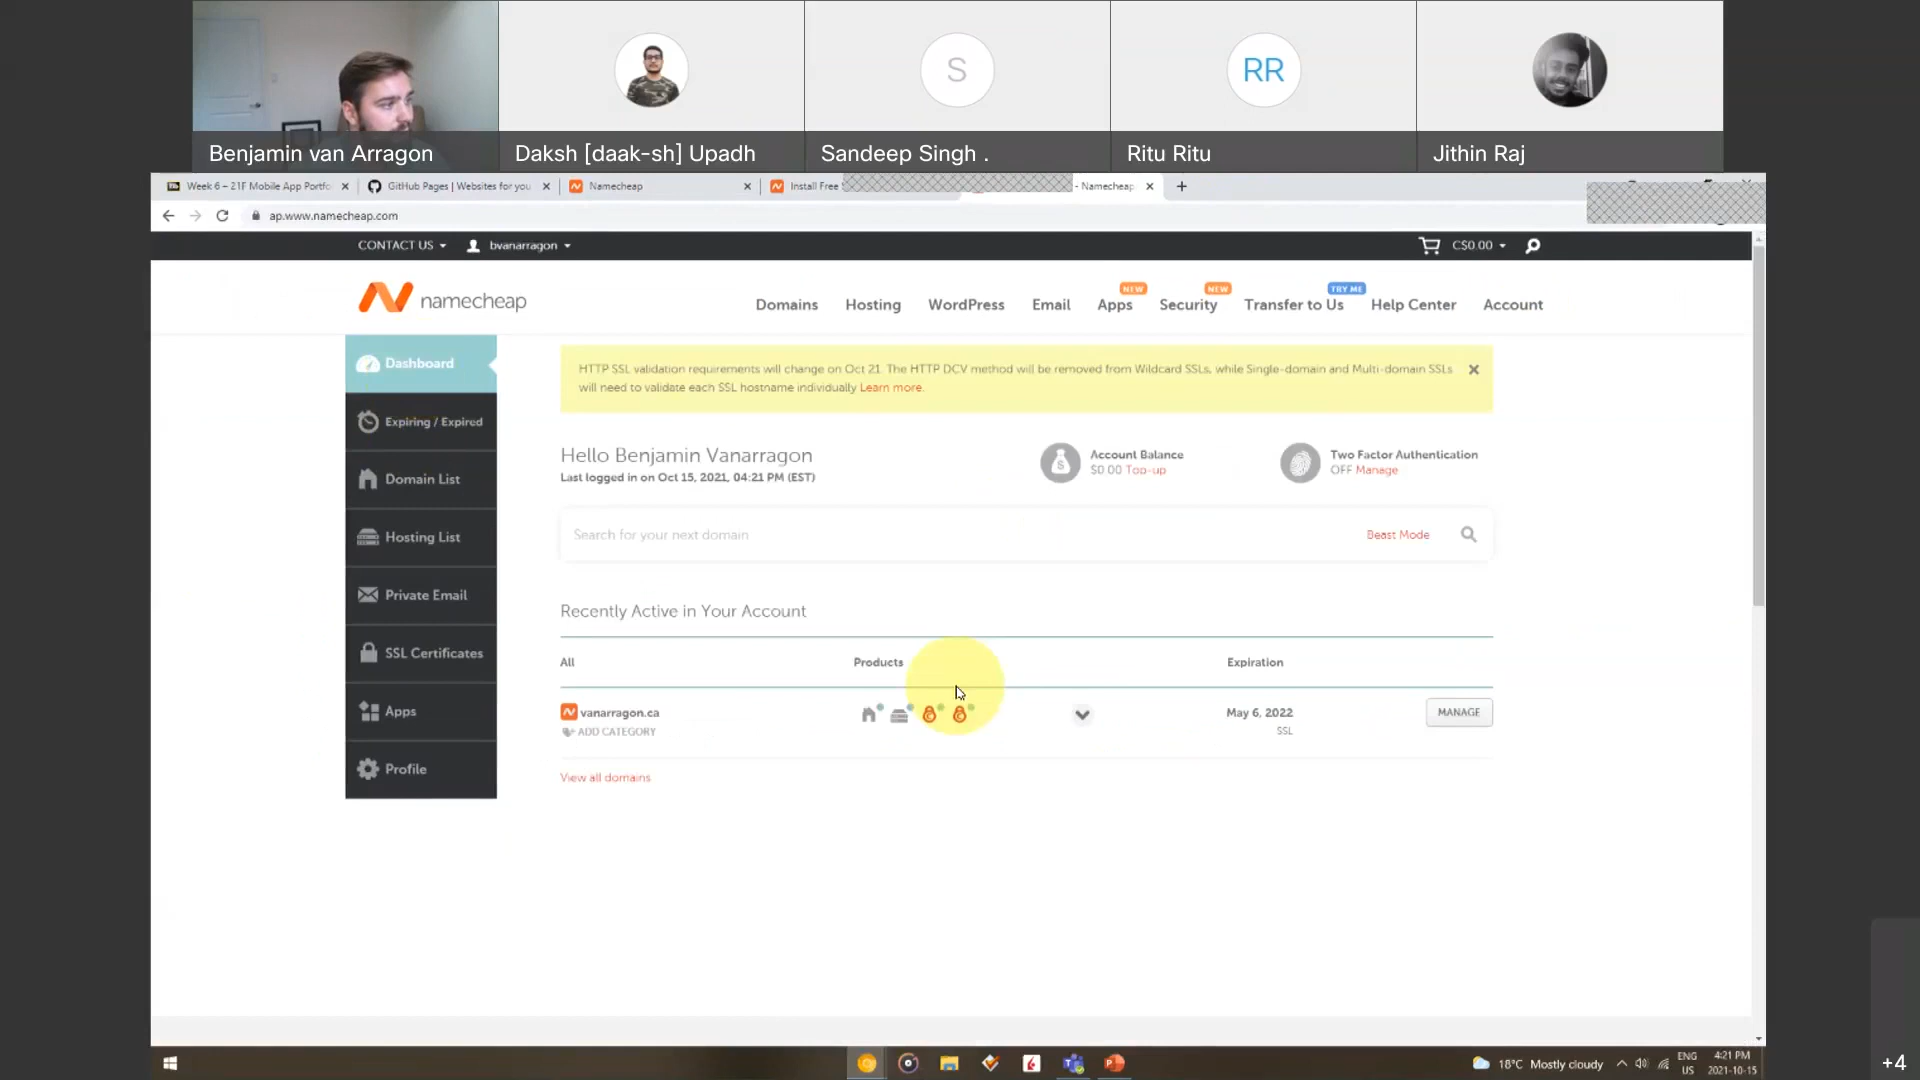 S
RR
Benjamin van Arragon
Daksh [daak-sh] Upadh
Sandeep Singh .
Ritu Ritu
Jithin Raj
Week 6 – 21F Mobile App Portfo
GitHub Pages | Websites for you
Namecheap
Install Free
- Namecheap
ap.www.namecheap.com
CONTACT US
bvanarragon
C$0.00
namecheap
Domains
Hosting
WordPress
Email
Apps
NEW
Security
NEW
Transfer to Us
TRY ME
Help Center
Account
Dashboard
Expiring / Expired
Domain List
Hosting List
Private Email
SSL Certificates
Apps
Profile
HTTP SSL validation requirements will change on Oct 21. The HTTP DCV method will be removed from Wildcard SSLs, while Single-domain and Multi-domain SSLs
will need to validate each SSL hostname individually Learn more.
Hello Benjamin Vanarragon
Last logged in on Oct 15, 2021, 04:21 PM (EST)
Account Balance
$0.00 Top-up
Two Factor Authentication
OFF Manage
Search for your next domain
Beast Mode
Recently Active in Your Account
All
Products
Expiration
vanarragon.ca
ADD CATEGORY
May 6, 2022
SSL
MANAGE
View all domains
18°C Mostly cloudy
ENG
US
4:21 PM
2021-10-15
+4